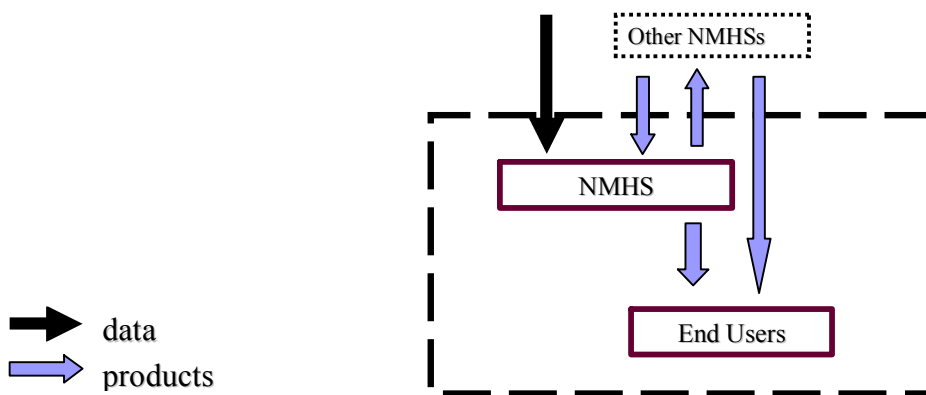 Other NMHSs
NMHS
End Users
data
products